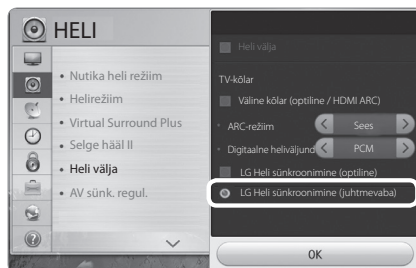 HELI
• Nutika heli režiim
• Helirežiim
• Virtual Surround Plus
• Selge hääl II
• Heli välja
• AV sünk. regul.
Heli välja
TV-kõlar
Väline kõlar (optiline / HDMI ARC)
• ARC-režiim < Sees >
• Digitaalne heliväljund < PCM >
LG Heli sünkroonimine (optiline)
LG Heli sünkroonimine (juhtmevaba)
OK